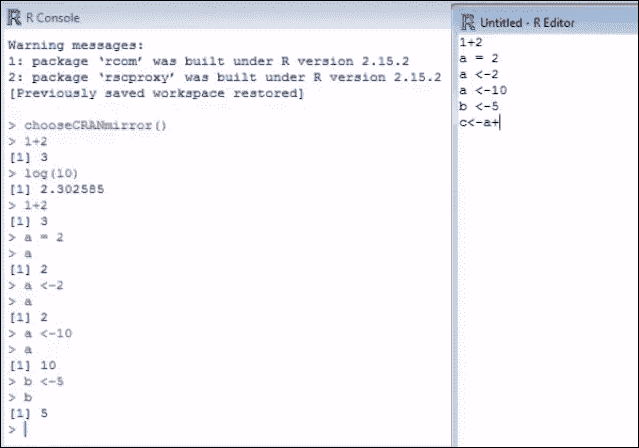 R Console
Warning messages:
1: package ‘rcom’ was built under R version 2.15.2
2: package ‘rscproxy’ was built under R version 2.15.2
[Previously saved workspace restored]
> chooseCRANmirror()
> 1+2
[1] 3
> log(10)
[1] 2.302585
> 1+2
[1] 3
> a = 2
> a
[1] 2
> a <-2
> a
[1] 2
> a <-10
> a
[1] 10
> b <-5
> b
[1] 5
>
Untitled - R Editor
1+2
a = 2
a <-2
a <-10
b <-5
c<-a+